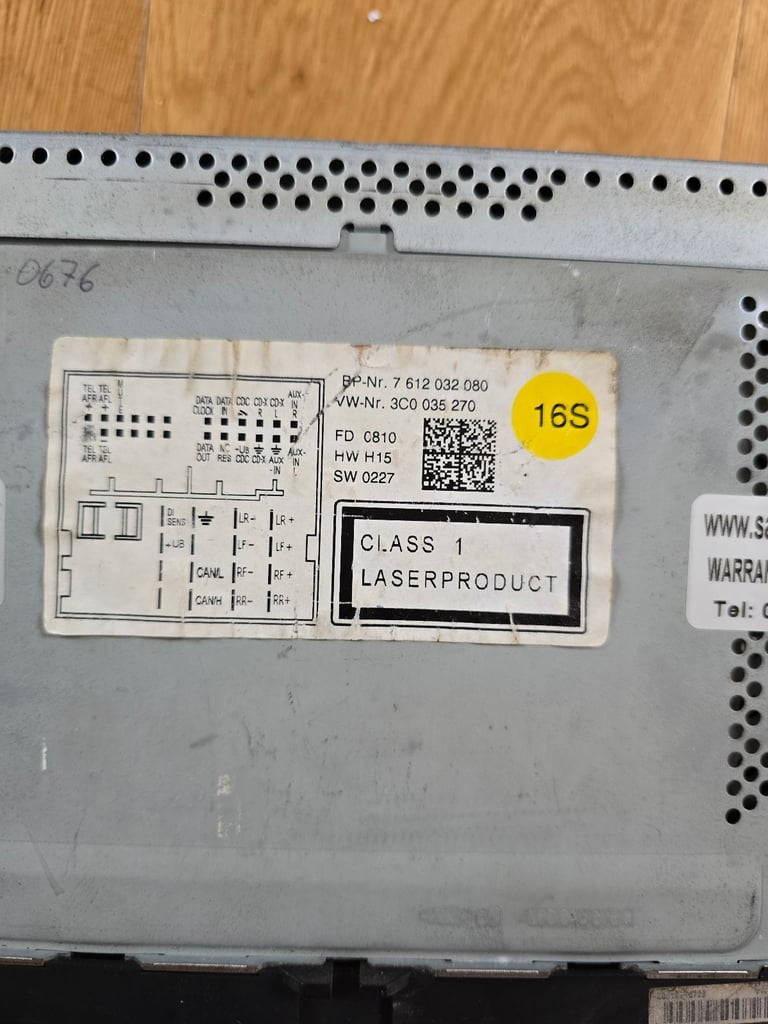 0676
TEL TEL M
AFR AFL U
+ + T
E
DATA DATA CDC CD-X CD-X AUX-
CLOCK IN R L IN
R
TEL TEL
AFR AFL
DATA NC +UB
OUT RES CDC CD-X AUX AUX-
-IN IN
L
DI LR- LR+
SENS
+UB LF- LF+
CAN/L RF- RF+
CAN/H RR- RR+
BP-Nr. 7 612 032 080
VW-Nr. 3C0 035 270
FD 0810
HW H15
SW 0227
16S
CLASS 1
LASERPRODUCT
www.sa
WARRAN
Tel: 0